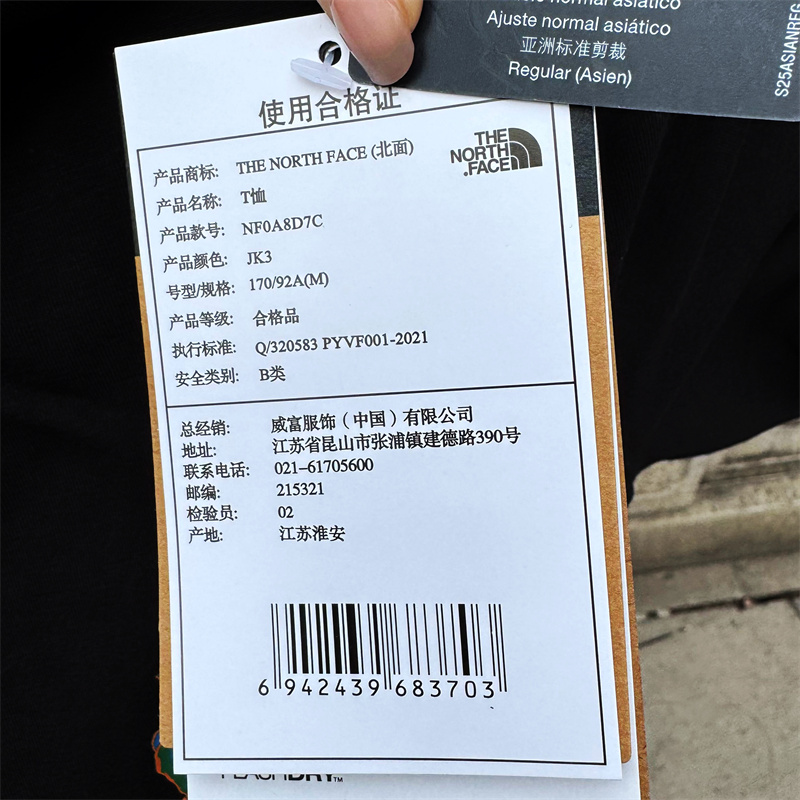 normal asiático
Ajuste normal asiático
亚洲标准剪裁
Regular (Asien)
S25ASIANREG
使用合格证
THE
NORTH
FACE
产品商标: THE NORTH FACE (北面)
产品名称: T恤
产品款号: NF0A8D7C
产品颜色: JK3
号型/规格: 170/92A(M)
产品等级: 合格品
执行标准: Q/320583 PYVF001-2021
安全类别: B类
总经销: 威富服饰（中国）有限公司
地址: 江苏省昆山市张浦镇建德路390号
联系电话: 021-61705600
邮编: 215321
检验员: 02
产地: 江苏淮安
6 942439 683703
FLASHDRY™